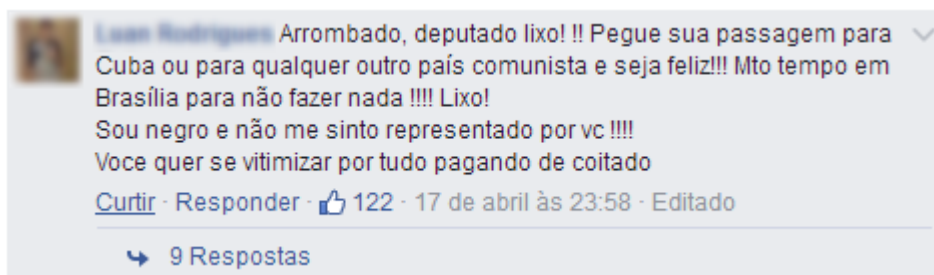 Arrombado, deputado lixo! !! Pegue sua passagem para
Cuba ou para qualquer outro país comunista e seja feliz!!! Mto tempo em
Brasília para não fazer nada !!!! Lixo!
Sou negro e não me sinto representado por vc !!!!
Voce quer se vitimizar por tudo pagando de coitado
Curtir · Responder · 122 · 17 de abril às 23:58 · Editado
9 Respostas